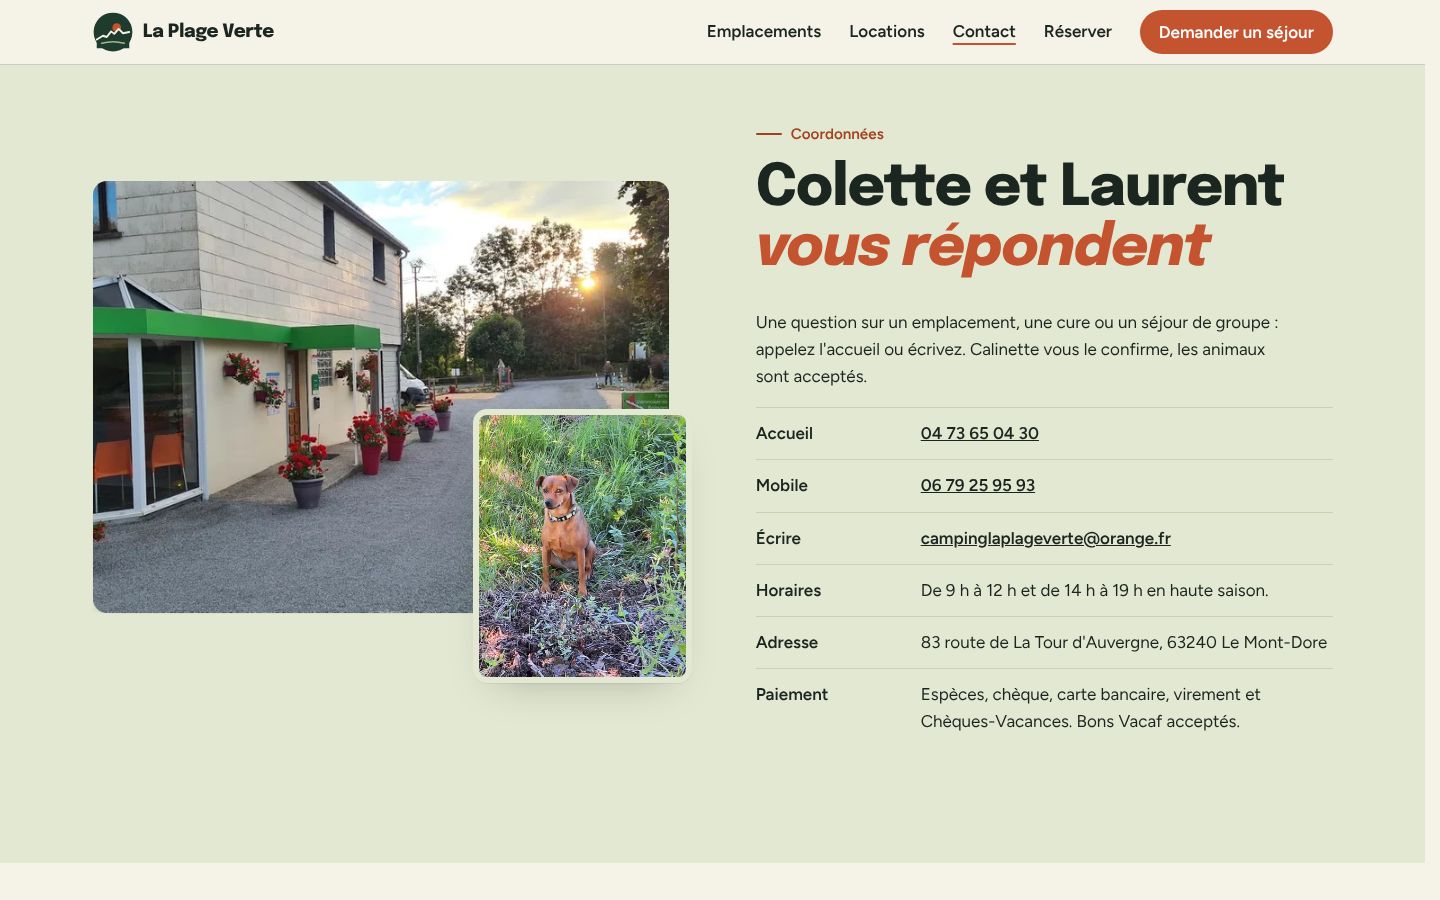 La Plage Verte
Emplacements
Locations
Contact
Réserver
Demander un séjour
Coordonnées
Colette et Laurent
vous répondent
Une question sur un emplacement, une cure ou un séjour de groupe :
appelez l'accueil ou écrivez. Calinette vous le confirme, les animaux
sont acceptés.
Accueil
04 73 65 04 30
Mobile
06 79 25 95 93
Écrire
campinglaplageverte@orange.fr
Horaires
De 9 h à 12 h et de 14 h à 19 h en haute saison.
Adresse
83 route de La Tour d'Auvergne, 63240 Le Mont-Dore
Paiement
Espèces, chèque, carte bancaire, virement et
Chèques-Vacances. Bons Vacaf acceptés.